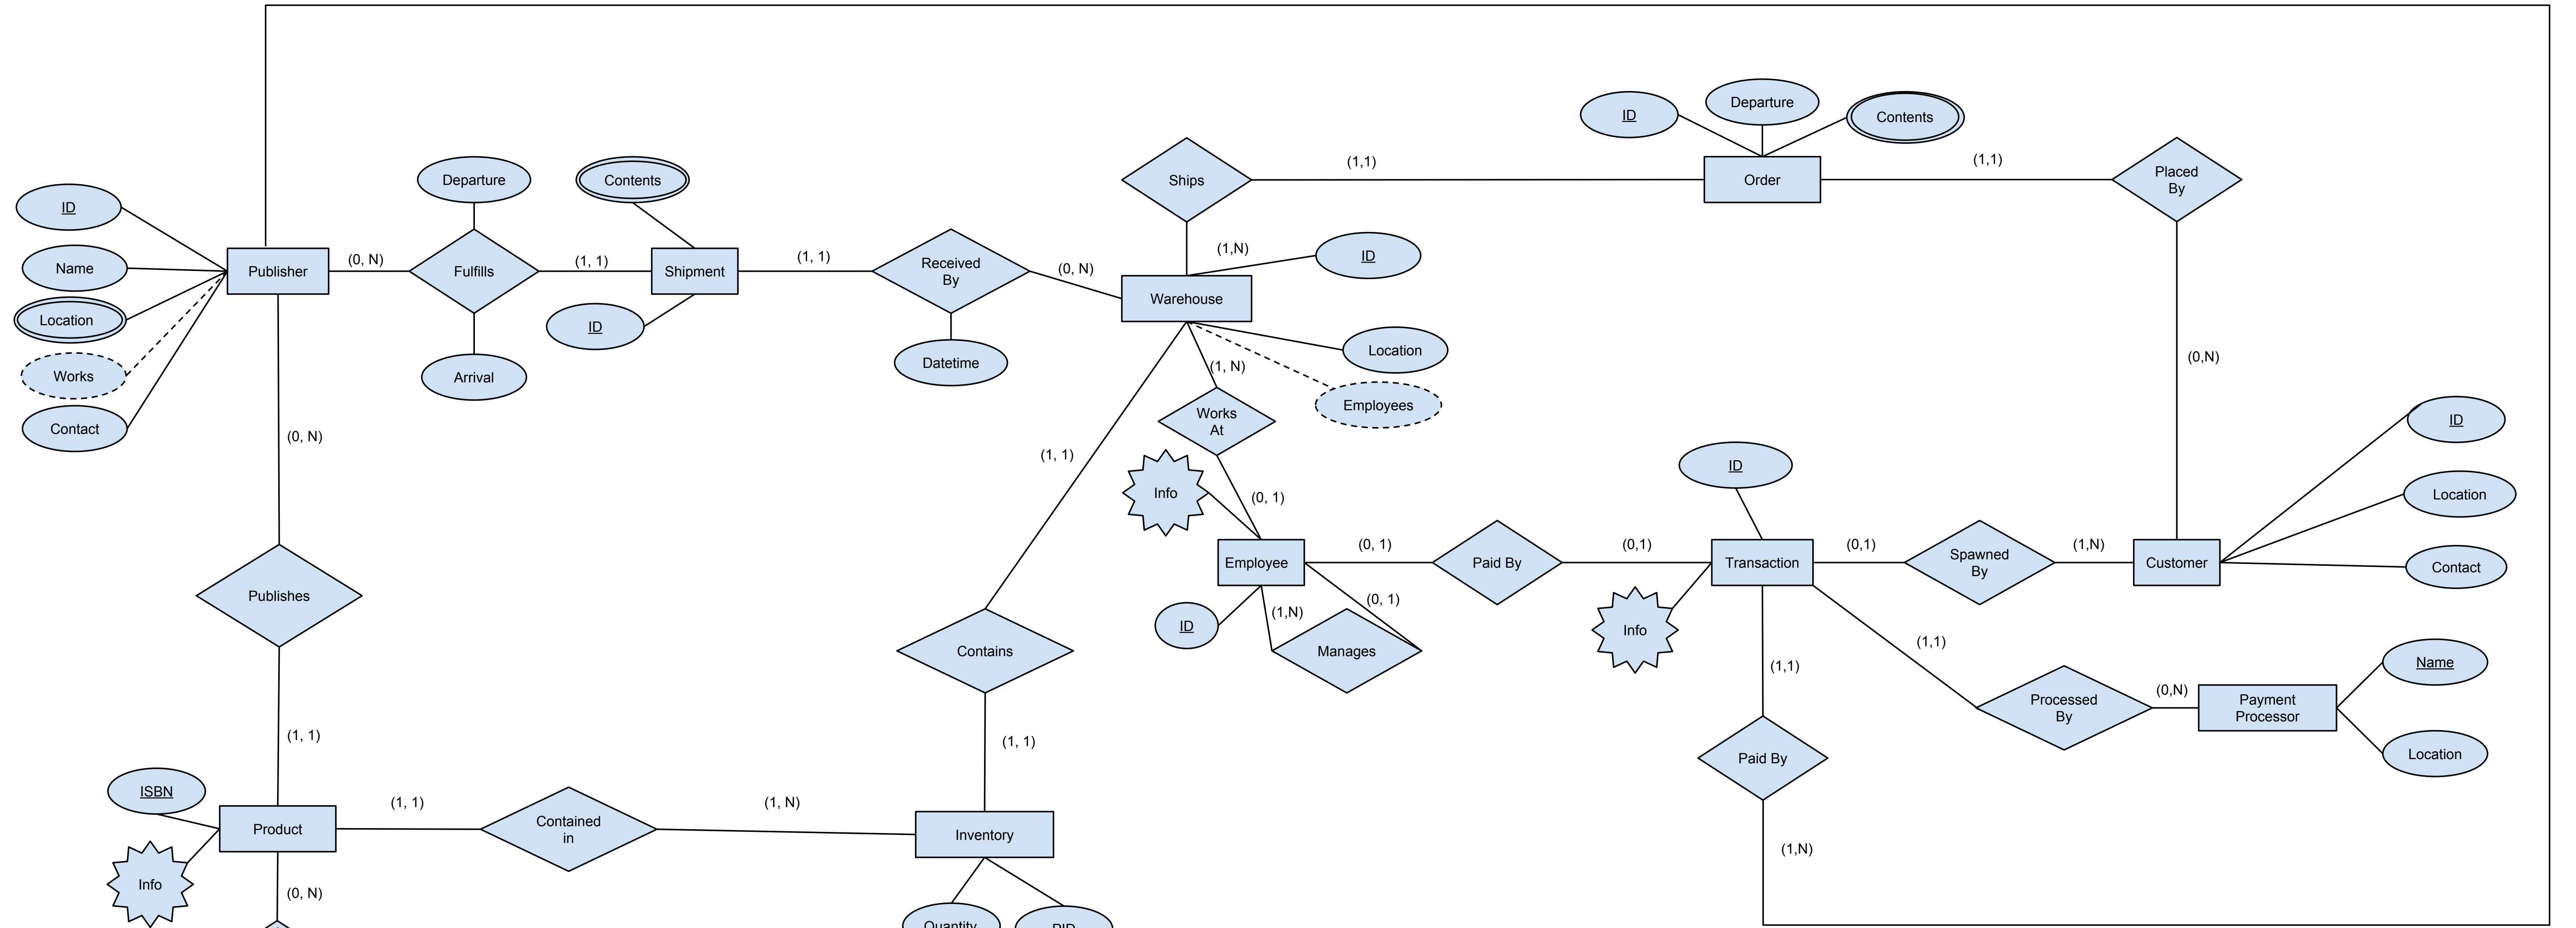 ID
Departure
Contents
Ships
(1,1)
Order
(1,1)
Placed
By
Departure
Contents
ID
Name
Location
Works
Contact
Publisher
(0, N)
Fulfills
(1, 1)
Shipment
(1, 1)
Received
By
(0, N)
Warehouse
(1,N)
ID
ID
Arrival
Datetime
Location
Employees
(1, N)
Works
At
(0,N)
(0, N)
(1, 1)
Info
(0, 1)
ID
ID
Location
Contact
Employee
(0, 1)
Paid By
(0,1)
Transaction
(0,1)
Spawned
By
(1,N)
Customer
Publishes
ID
(1,N)
(0, 1)
Manages
Info
Contains
(1,1)
(1,1)
Processed
By
(0,N)
Payment
Processor
Name
Location
(1, 1)
(1, 1)
Paid By
ISBN
Product
(1, 1)
Contained
in
(1, N)
Inventory
(1,N)
Info
(0, N)
Quantity
PID